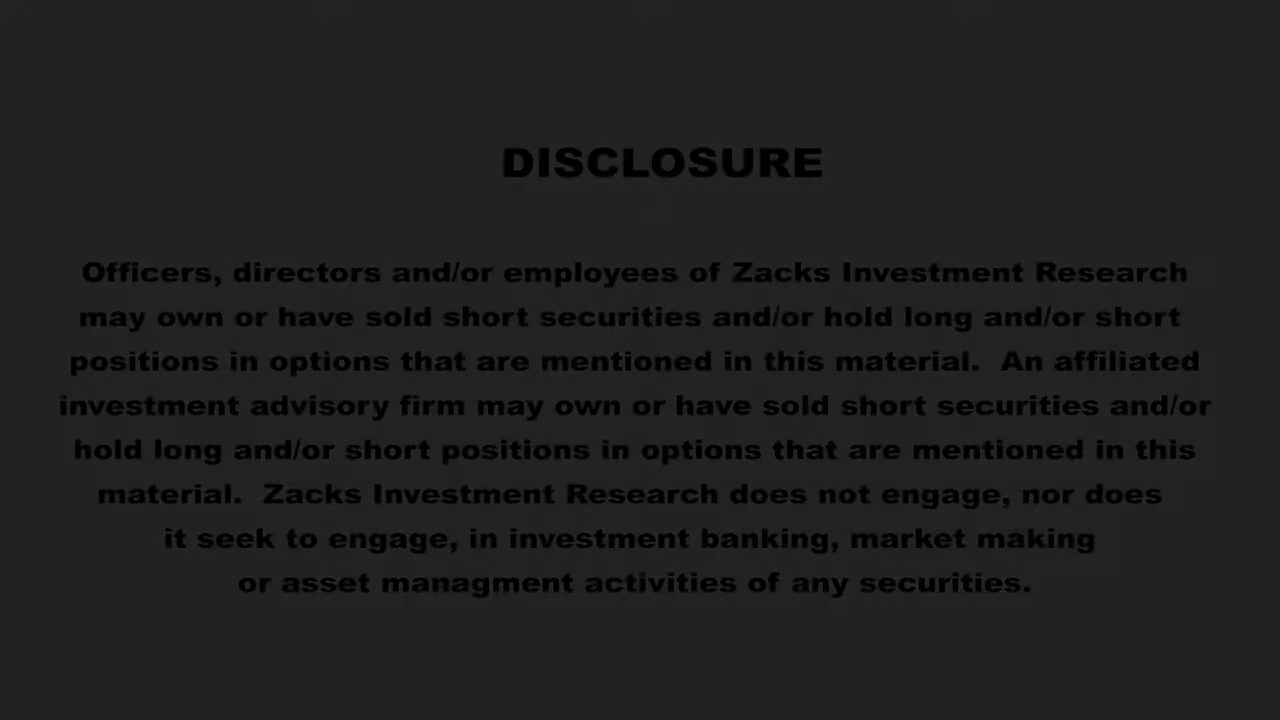 DISCLOSURE
Officers, directors and/or employees of Zacks Investment Research
may own or have sold short securities and/or hold long and/or short
positions in options that are mentioned in this material.  An affiliated
investment advisory firm may own or have sold short securities and/or
hold long and/or short positions in options that are mentioned in this
material.  Zacks Investment Research does not engage, nor does
it seek to engage, in investment banking, market making
or asset managment activities of any securities.